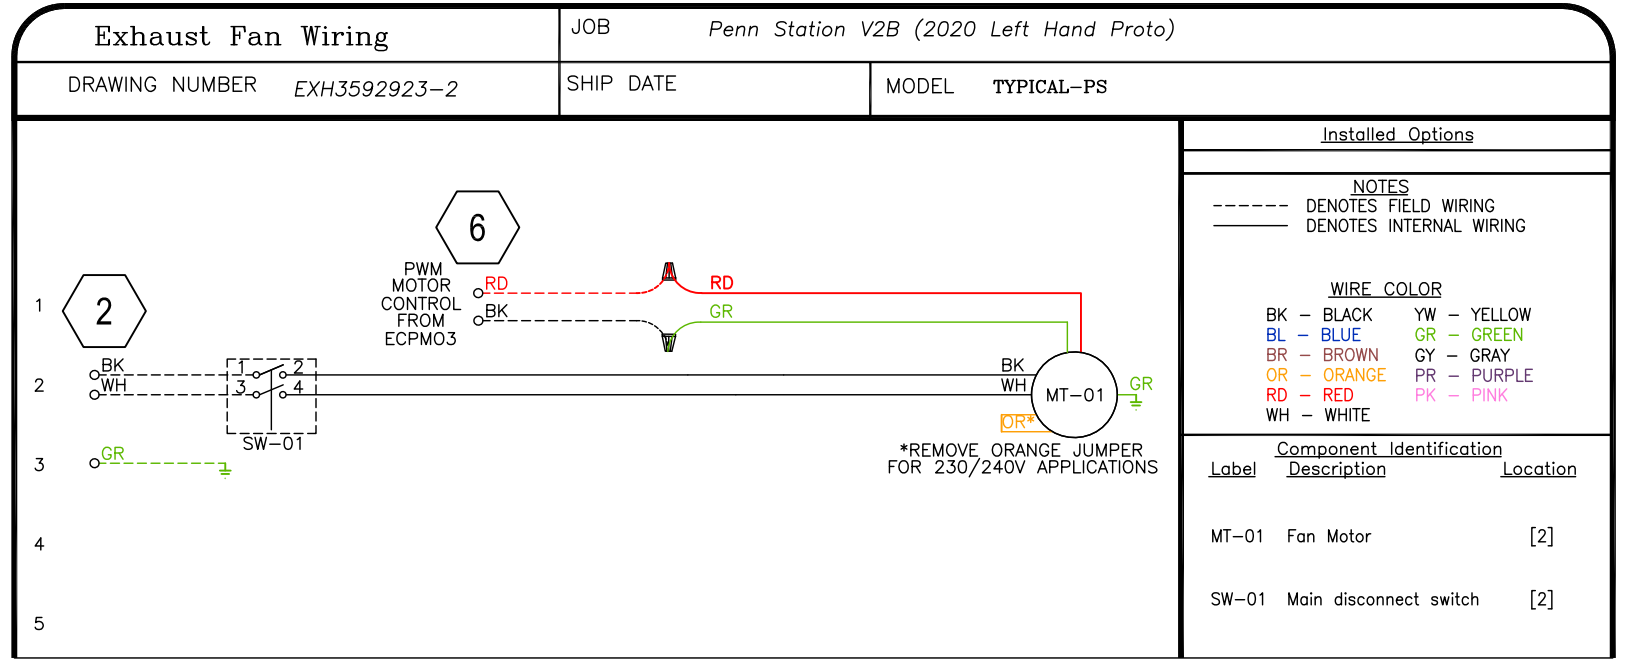 Exhaust Fan Wiring
JOB Penn Station V2B (2020 Left Hand Proto)
DRAWING NUMBER EXH3592923-2
SHIP DATE
MODEL TYPICAL-PS
6
PWM
MOTOR
CONTROL
FROM
ECPM03
RD
BK
RD
GR
1
2
2
BK
WH
1 2
3 4
SW-01
BK
WH
MT-01
GR
OR*
*REMOVE ORANGE JUMPER
FOR 230/240V APPLICATIONS
3
GR
4
5
Installed Options
NOTES
DENOTES FIELD WIRING
DENOTES INTERNAL WIRING
WIRE COLOR
BK - BLACK YW - YELLOW
BL - BLUE GR - GREEN
BR - BROWN GY - GRAY
OR - ORANGE PR - PURPLE
RD - RED PK - PINK
WH - WHITE
Component Identification
Label Description Location
MT-01 Fan Motor [2]
SW-01 Main disconnect switch [2]